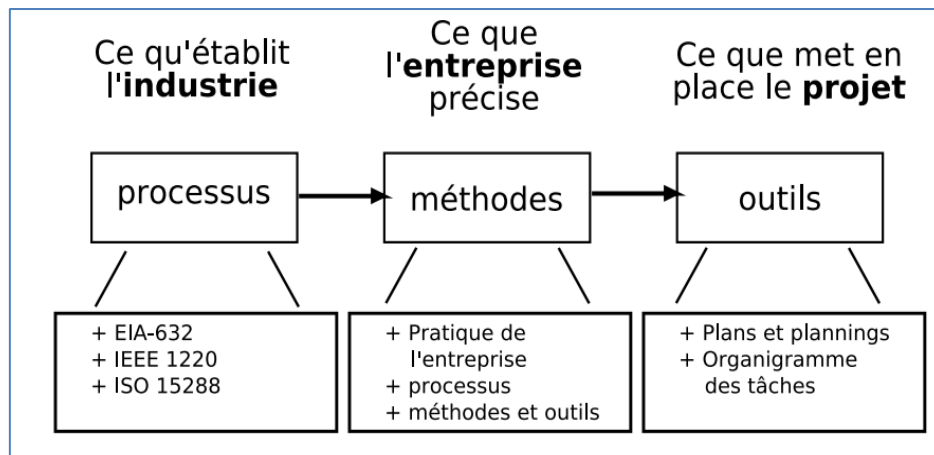 Ce qu'établit
l'industrie
Ce que
l'entreprise
précise
Ce que met en
place le projet
processus
méthodes
outils
+ EIA-632
+ IEEE 1220
+ ISO 15288
+ Pratique de
l'entreprise
+ processus
+ méthodes et outils
+ Plans et plannings
+ Organigramme
des tâches